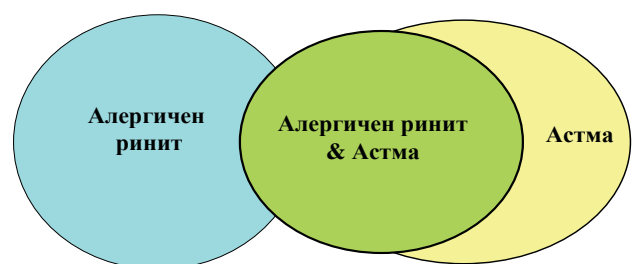 Алергичен
ринит
Алергичен ринит
& Астма
Астма